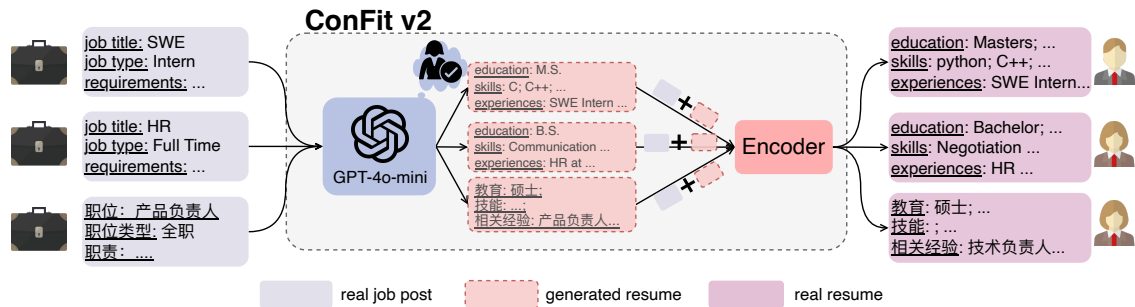 ConFit v2
job title: SWE
job type: Intern
requirements: ...
job title: HR
job type: Full Time
requirements: ...
职位：产品负责人
职位类型: 全职
职责：....
GPT-4o-mini
education: M.S.
skills: C; C++; ...
experiences: SWE Intern ...
education: B.S.
skills: Communication ...
experiences: HR at ...
教育: 硕士;
技能: ...;
相关经验: 产品负责人...
+
+
+
Encoder
education: Masters; ...
skills: python; C++; ...
experiences: SWE Intern...
education: Bachelor; ...
skills: Negotiation ...
experiences: HR ...
教育: 硕士; ...
技能: ; ...
相关经验: 技术负责人...
real job post
generated resume
real resume